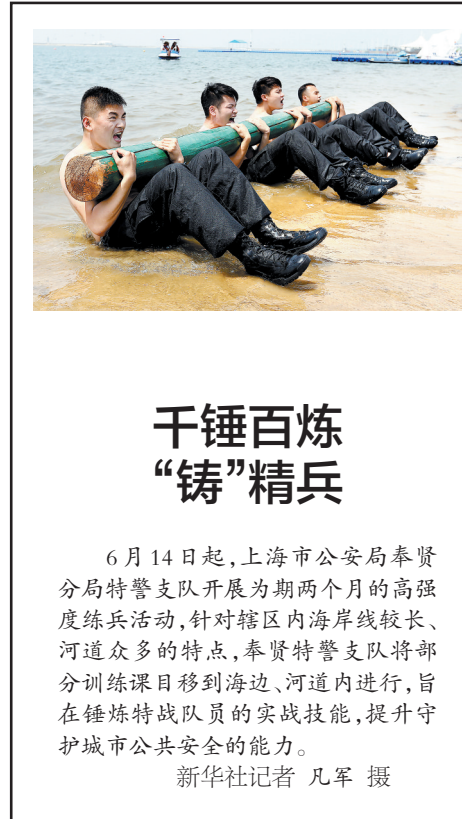 千锤百炼
“铸”精兵
6月14日起,上海市公安局奉贤
分局特警支队开展为期两个月的高强
度练兵活动,针对辖区内海岸线较长、
河道众多的特点,奉贤特警支队将部
分训练课目移到海边、河道内进行,旨
在锤炼特战队员的实战技能,提升守
护城市公共安全的能力。
新华社记者 凡军 摄